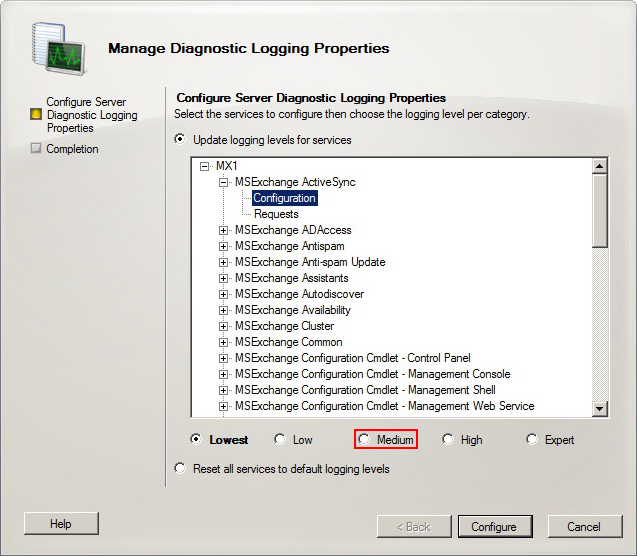 Manage Diagnostic Logging Properties
Configure Server
Diagnostic Logging
Properties
Completion
Configure Server Diagnostic Logging Properties
Select the services to configure then choose the logging level per category.
Update logging levels for services
MX1
MSExchange ActiveSync
Configuration
Requests
MSExchange ADAccess
MSExchange Antispam
MSExchange Anti-spam Update
MSExchange Assistants
MSExchange Autodiscover
MSExchange Availability
MSExchange Cluster
MSExchange Common
MSExchange Configuration Cmdlet - Control Panel
MSExchange Configuration Cmdlet - Management Console
MSExchange Configuration Cmdlet - Management Shell
MSExchange Configuration Cmdlet - Management Web Service
Lowest Low Medium High Expert
Reset all services to default logging levels
Help < Back Configure Cancel